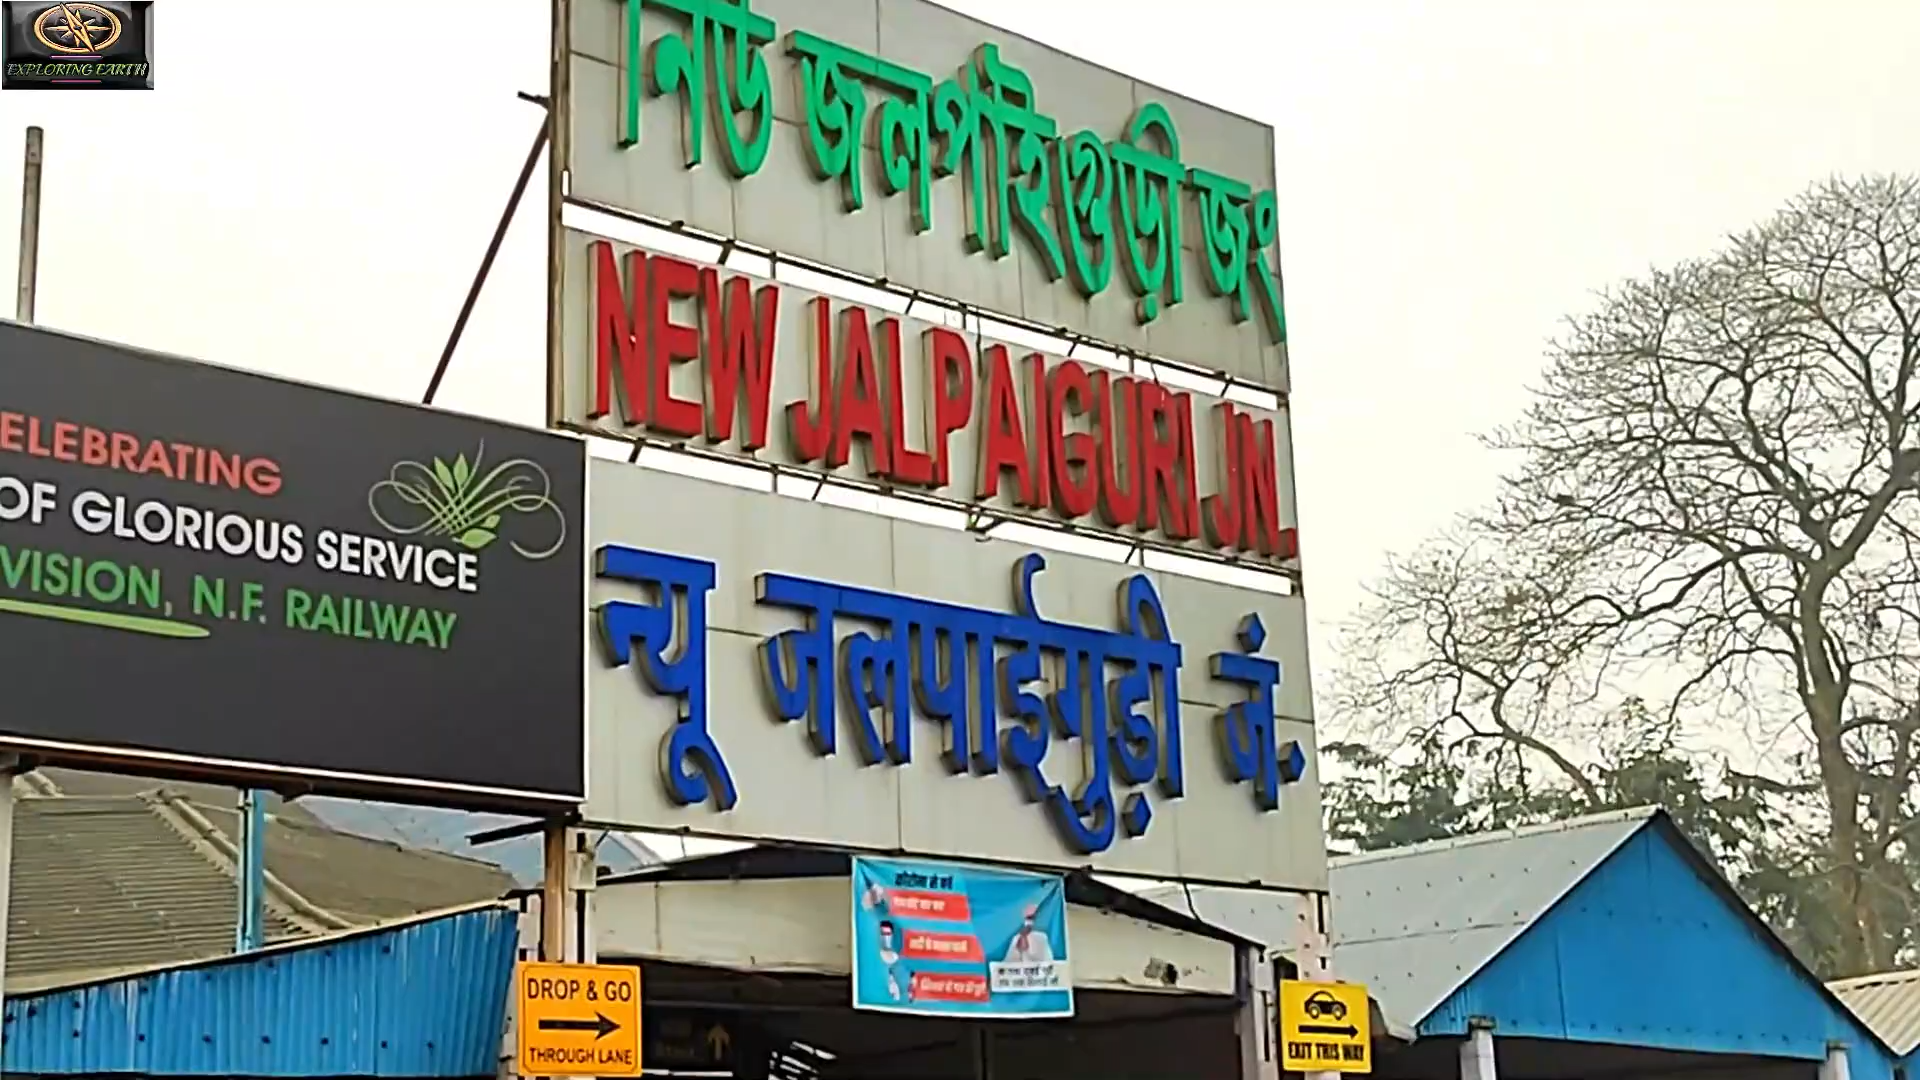 EXPLORING EARTH
নিউ জলপাইগুড়ী জং
NEW JALPAIGURI JN.
न्यू जलपाईगुड़ी जं.
ELEBRATING
OF GLORIOUS SERVICE
VISION, N.F. RAILWAY
कोरोना से बचें
DROP & GO
THROUGH LANE
EXIT THIS WAY